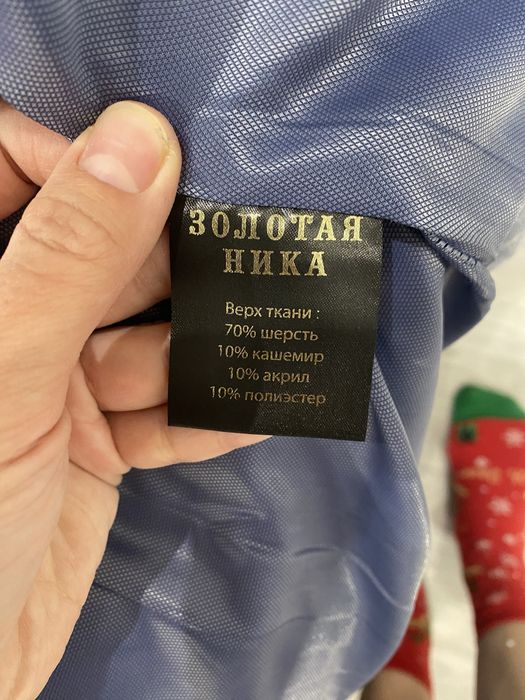 ЗОЛОТАЯ
НИКА
Верх ткани :
70% шерсть
10% кашемир
10% акрил
10% полиэстер